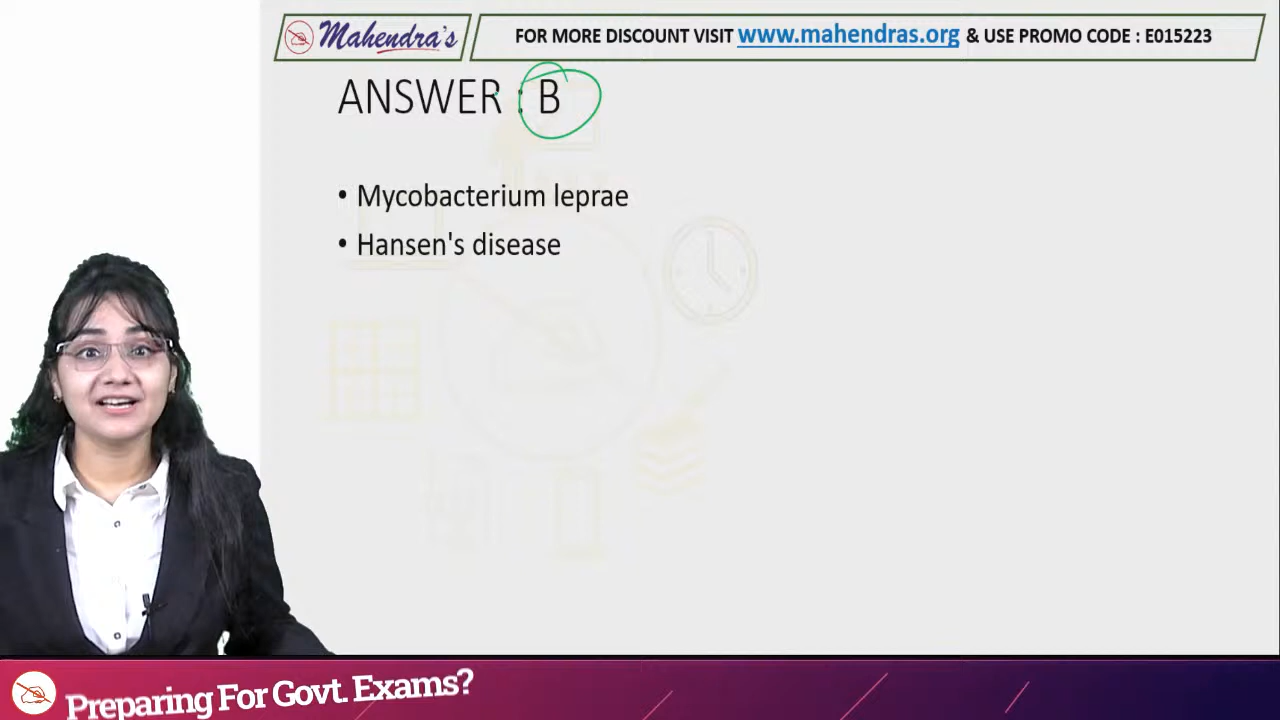 Mahendra's
FOR MORE DISCOUNT VISIT www.mahendras.org & USE PROMO CODE : E015223
ANSWER : B
• Mycobacterium leprae
• Hansen's disease
Preparing For Govt. Exams?